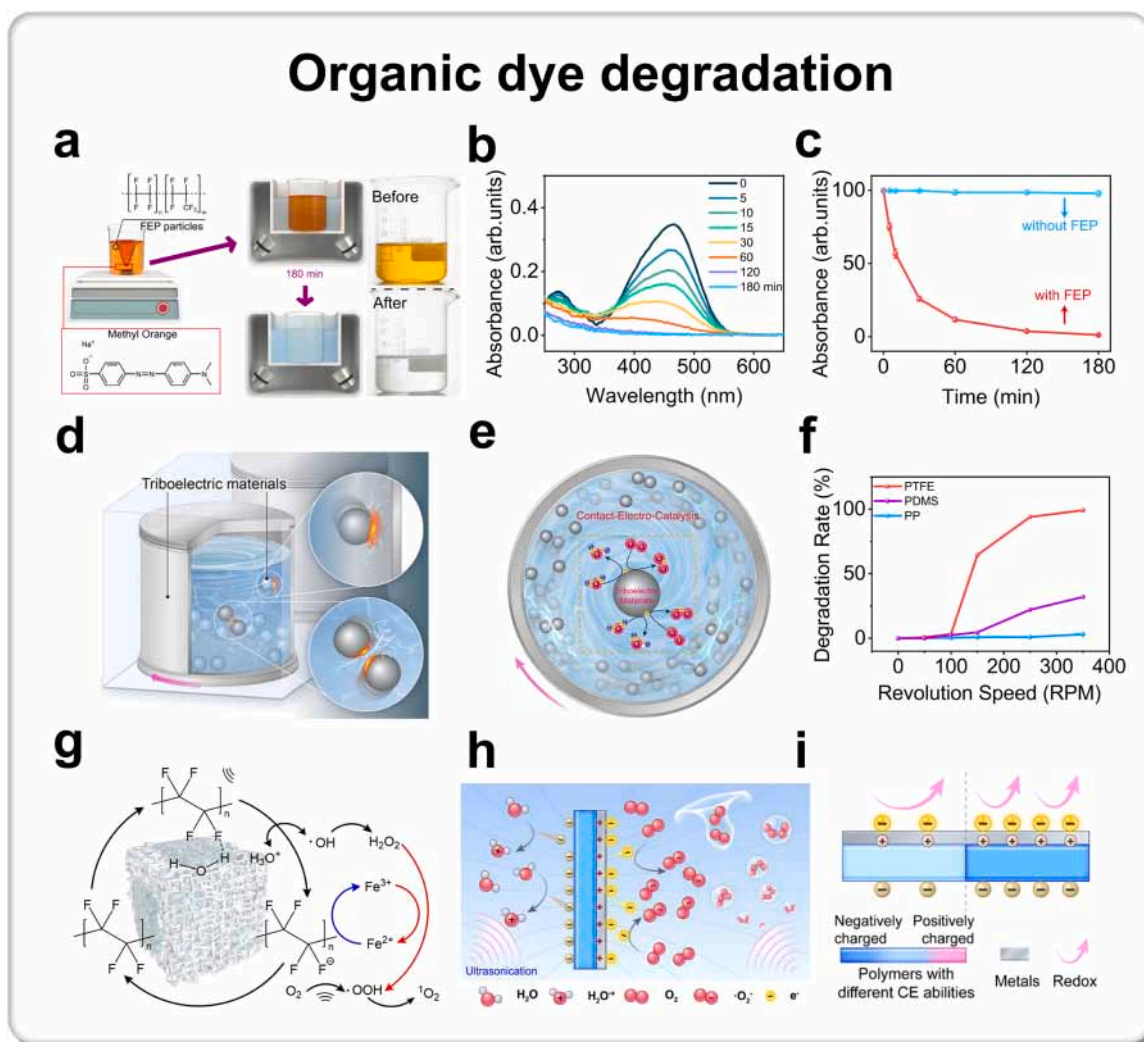 Organic dye degradation
a
F F F F
F F F CF₃
n m
FEP particles
180 min
Before
After
Methyl Orange
Na⁺
O⁻
O=S
O
N=N
N
b
Absorbance (arb.units)
0.4
0.2
0.0
300 400 500 600
Wavelength (nm)
0
5
10
15
30
60
120
180 min
c
Absorbance (arb.units)
100
50
0
without FEP
with FEP
0 60 120 180
Time (min)
d
Triboelectric materials
e
Contact-Electro-Catalysis
Triboelectric
Materials
f
Degradation Rate (%)
100
50
0
PTFE
PDMS
PP
0 100 200 300 400
Revolution Speed (RPM)
g
F F
n
F F
H O H
H₃O⁺
·OH
H₂O₂
Fe³⁺
Fe²⁺
F F
n
F F
F F
n
F ⊖
O₂
·OOH
¹O₂
h
Ultrasonication
H₂O H₂O·⁺ O₂ ·O₂·⁻ e⁻
i
Negatively charged
Positively charged
Polymers with
different CE abilities
Metals
Redox